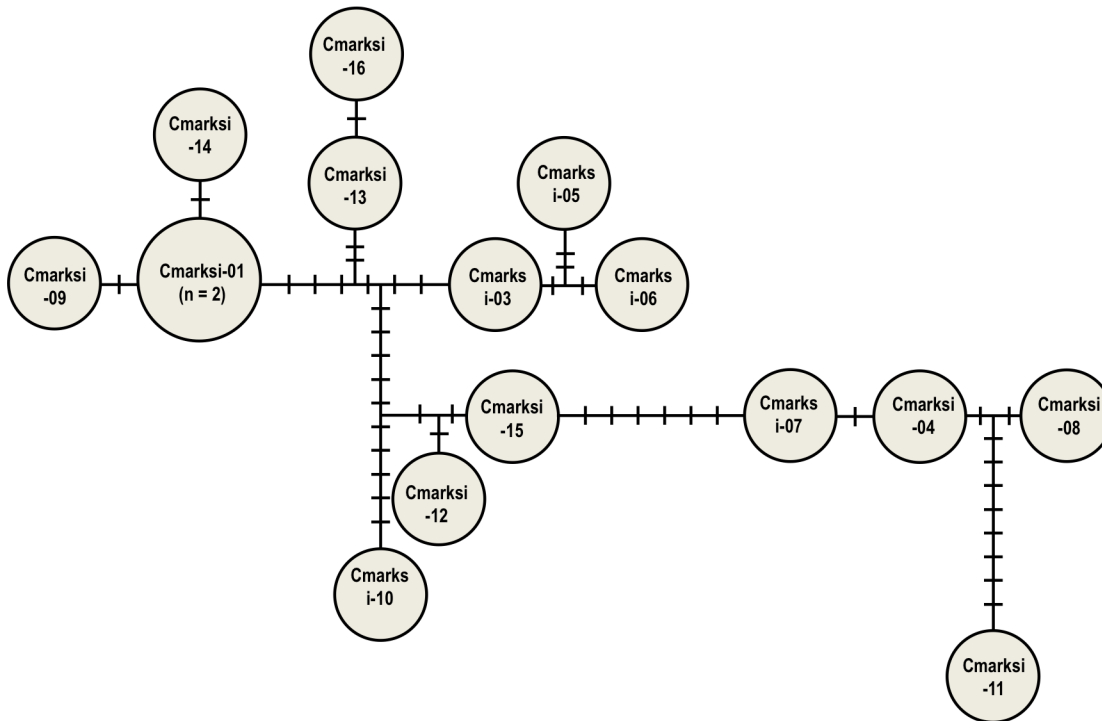 Cmarksi
-16
Cmarksi
-14
Cmarksi
-13
Cmarks
i-05
Cmarksi
-09
Cmarksi-01
(n = 2)
Cmarks
i-03
Cmarks
i-06
Cmarksi
-15
Cmarks
i-07
Cmarksi
-04
Cmarksi
-08
Cmarksi
-12
Cmarks
i-10
Cmarksi
-11